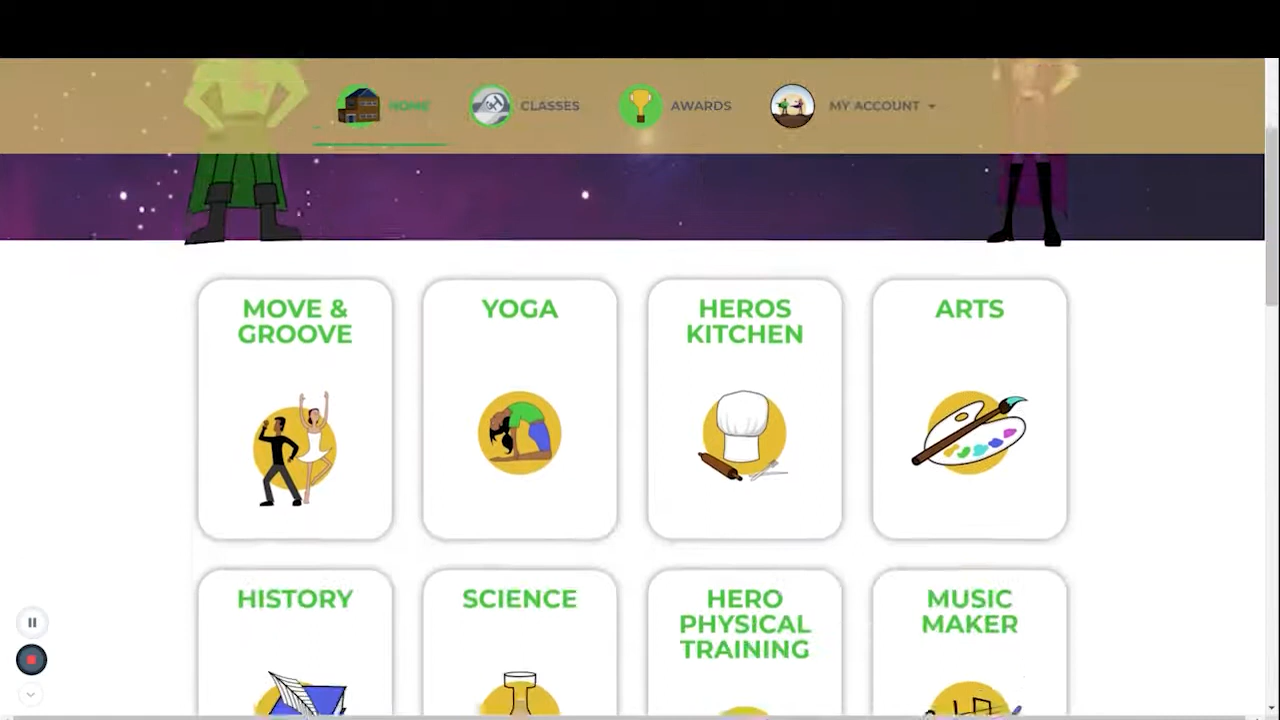 HOME CLASSES AWARDS MY ACCOUNT
MOVE &
GROOVE
YOGA
HEROS
KITCHEN
ARTS
HISTORY
SCIENCE
HERO
PHYSICAL
TRAINING
MUSIC
MAKER